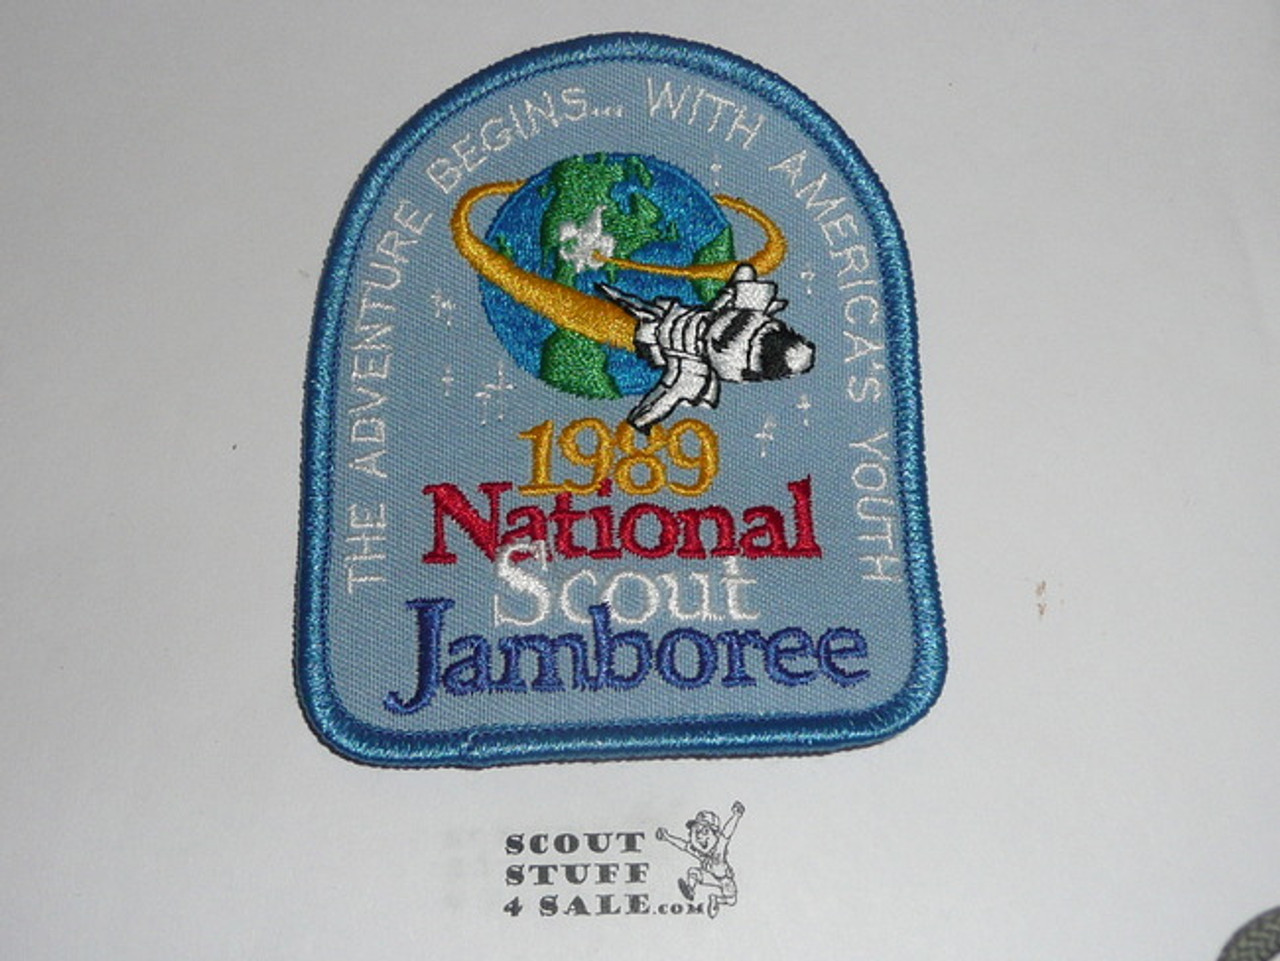 THE ADVENTURE BEGINS... WITH AMERICA'S YOUTH
1989
National
Scout
Jamboree
SCOUT
STUFF
4 SALE.COM